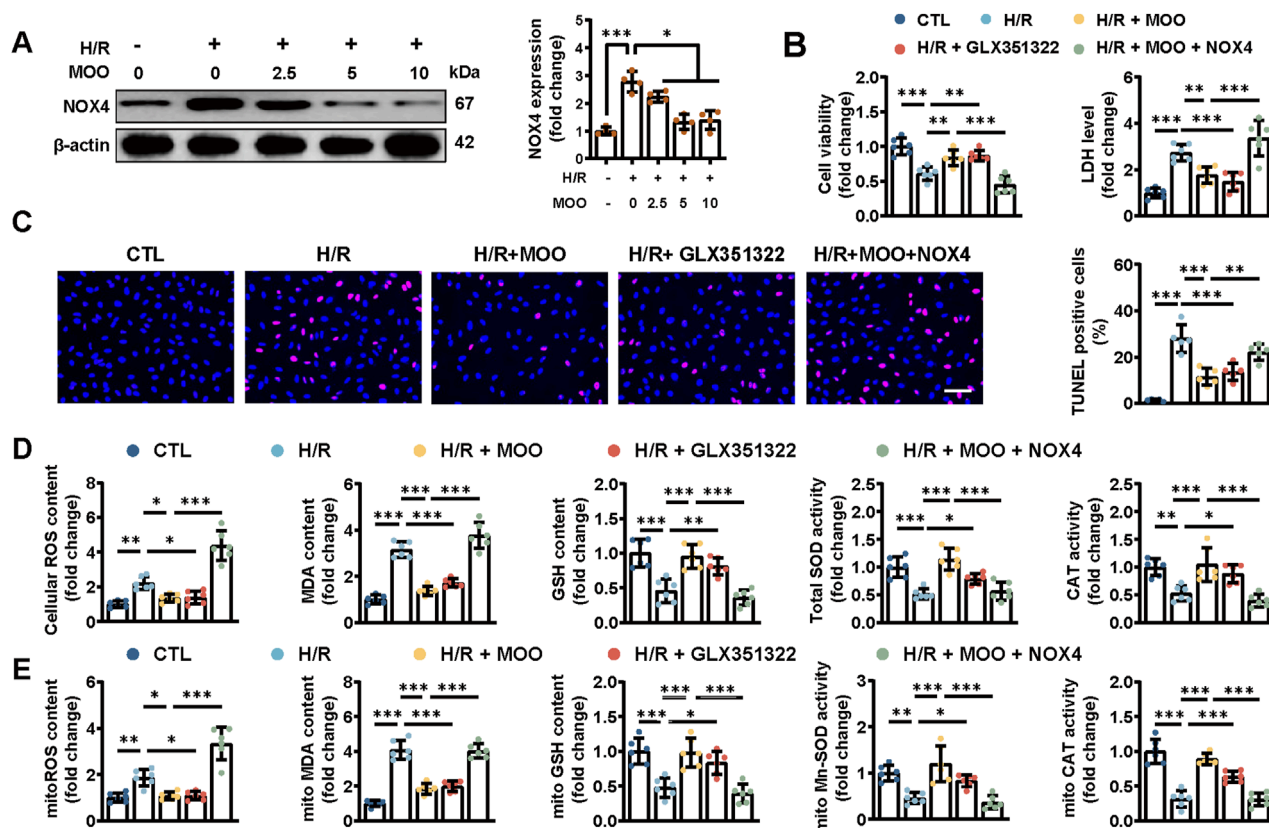 A
H/R - + + + +
MOO 0 0 2.5 5 10 kDa
NOX4 67
β-actin 42
NOX4 expression
(fold change)
5
4
3
2
1
0
*** *
H/R - + + + +
MOO 0 2.5 5 10
B
CTL H/R H/R + MOO
H/R + GLX351322 H/R + MOO + NOX4
Cell viability
(fold change)
2.0
1.5
1.0
0.5
0.0
*** **
** ***
LDH level
(fold change)
6
4
2
0
** ***
*** ***
C
CTL H/R H/R+MOO H/R+ GLX351322 H/R+MOO+NOX4
TUNEL positive cells
(%)
60
40
20
0
*** **
*** ***
D
CTL H/R H/R + MOO H/R + GLX351322 H/R + MOO + NOX4
Cellular ROS content
(fold change)
8
6
4
2
0
* ***
** *
MDA content
(fold change)
6
4
2
0
*** ***
*** ***
GSH content
(fold change)
2.0
1.5
1.0
0.5
0.0
*** ***
*** **
Total SOD activity
(fold change)
2.5
2.0
1.5
1.0
0.5
0.0
*** ***
*** *
CAT activity
(fold change)
2.5
2.0
1.5
1.0
0.5
0.0
*** ***
** *
E
CTL H/R H/R + MOO H/R + GLX351322 H/R + MOO + NOX4
mitoROS content
(fold change)
6
4
2
0
* ***
** *
mito MDA content
(fold change)
8
6
4
2
0
*** ***
*** ***
mito GSH content
(fold change)
2.0
1.5
1.0
0.5
0.0
*** ***
*** *
mito Mn-SOD activity
(fold change)
3
2
1
0
*** ***
** *
mito CAT activity
(fold change)
2.0
1.5
1.0
0.5
0.0
*** ***
*** ***